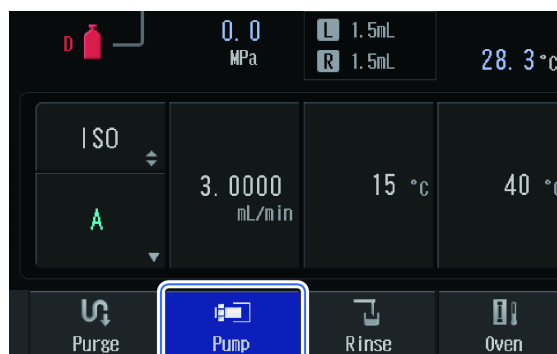 D
0.0
MPa
L 1.5mL
R 1.5mL
28.3°c
ISO
A
3.0000
mL/min
15 °c
40 °c
Purge
Pump
Rinse
Oven